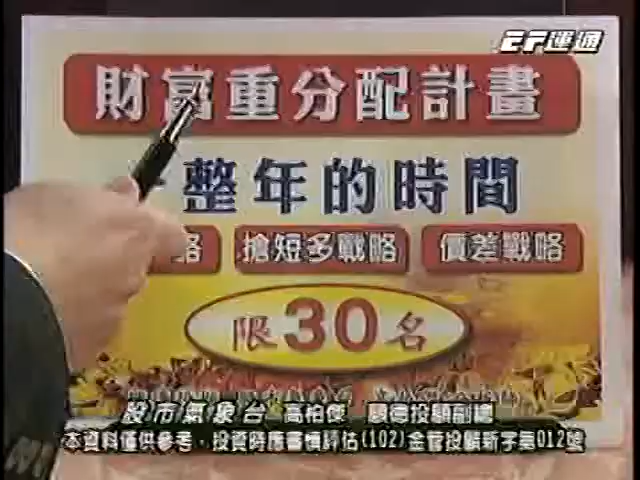 EF運通
財富重分配計畫
一整年的時間
略 搶短多戰略 價差戰略
限30名
股市氣象台 高柏傑 顧德投顧副總
本資料僅供參考，投資時應審慎評估(102)金管投顧新字第012號